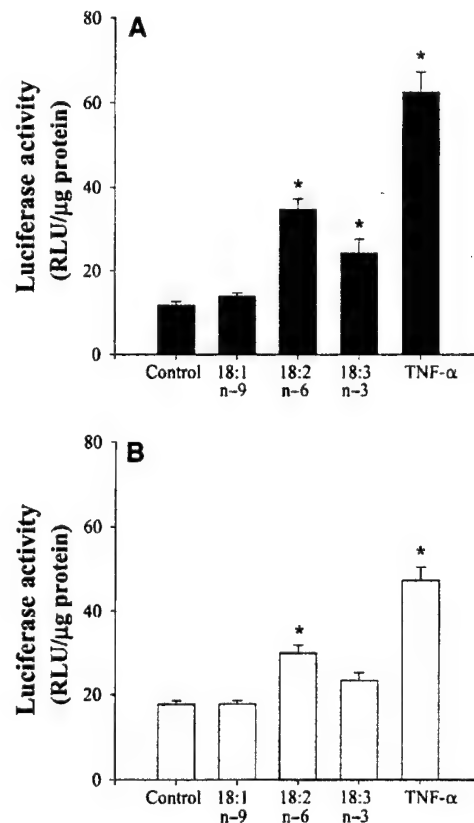 A
Luciferase activity
(RLU/μg protein)
80
60
40
20
0
*
*
*
Control 18:1 18:2 18:3 TNF-α
n-9 n-6 n-3
B
Luciferase activity
(RLU/μg protein)
80
60
40
20
0
*
*
Control 18:1 18:2 18:3 TNF-α
n-9 n-6 n-3